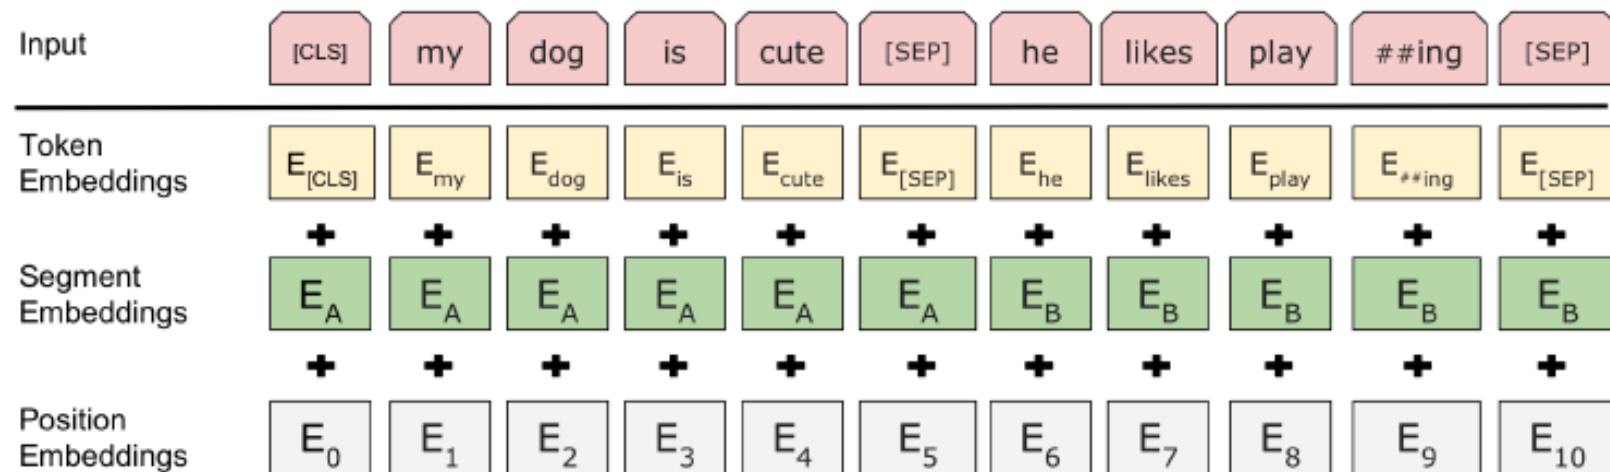 Input [CLS] my dog is cute [SEP] he likes play ##ing [SEP]
Token
Embeddings
E[CLS] Emy Edog Eis Ecute E[SEP] Ehe Elikes Eplay E##ing E[SEP]
+ + + + + + + + + + +
Segment
Embeddings
EA EA EA EA EA EA EB EB EB EB EB
+ + + + + + + + + + +
Position
Embeddings
E0 E1 E2 E3 E4 E5 E6 E7 E8 E9 E10